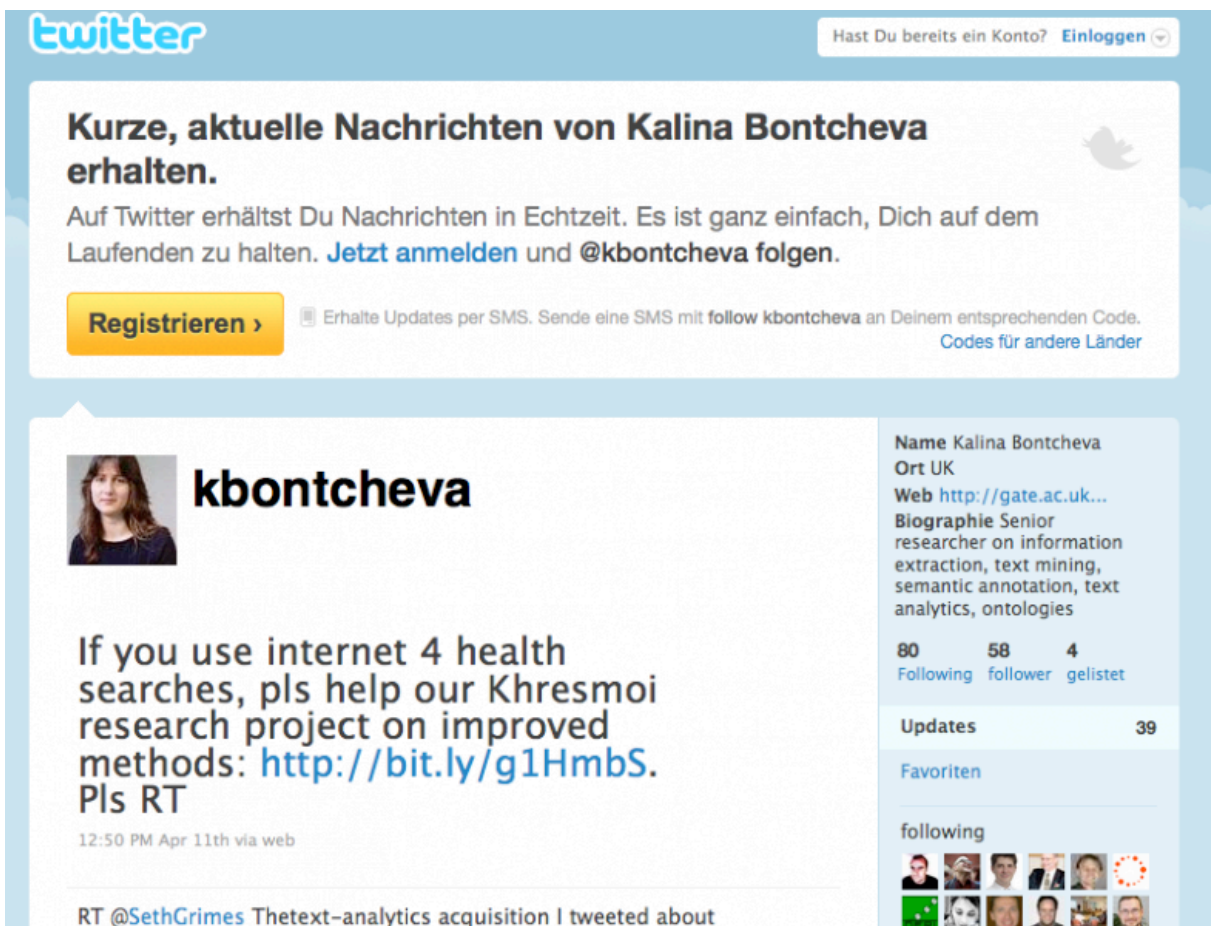 twitter
Hast Du bereits ein Konto? Einloggen
Kurze, aktuelle Nachrichten von Kalina Bontcheva
erhalten.
Auf Twitter erhältst Du Nachrichten in Echtzeit. Es ist ganz einfach, Dich auf dem
Laufenden zu halten. Jetzt anmelden und @kbontcheva folgen.
Registrieren ›
Erhalte Updates per SMS. Sende eine SMS mit follow kbontcheva an Deinem entsprechenden Code.
Codes für andere Länder
kbontcheva
If you use internet 4 health
searches, pls help our Khresmoi
research project on improved
methods: http://bit.ly/g1HmbS.
Pls RT
12:50 PM Apr 11th via web
RT @SethGrimes Thetext-analytics acquisition I tweeted about
Name Kalina Bontcheva
Ort UK
Web http://gate.ac.uk...
Biographie Senior
researcher on information
extraction, text mining,
semantic annotation, text
analytics, ontologies
80 58 4
Following follower gelistet
Updates 39
Favoriten
following